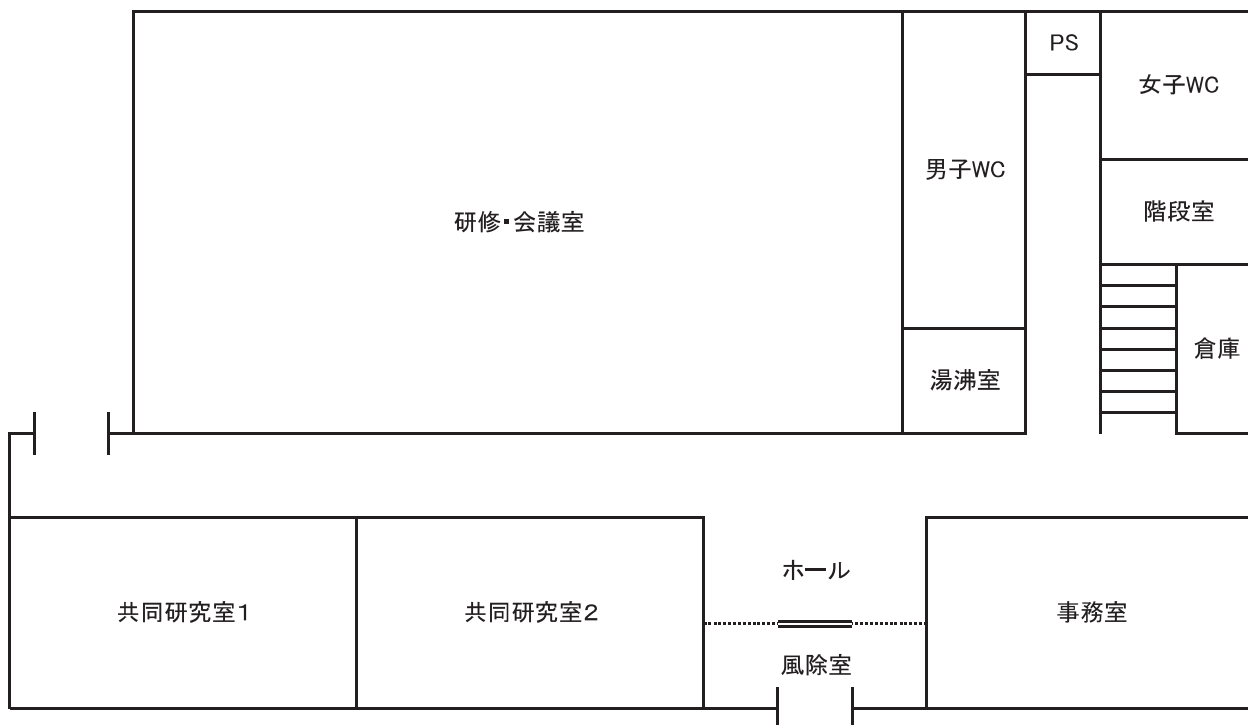 PS
女子WC
男子WC
階段室
研修・会議室
倉庫
湯沸室
ホール
共同研究室1
共同研究室2
事務室
風除室